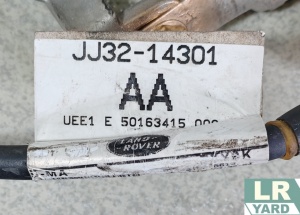 JJ32-14301
AA
UEE1 E 50163415
LAND-
ROVER
LR
YARD